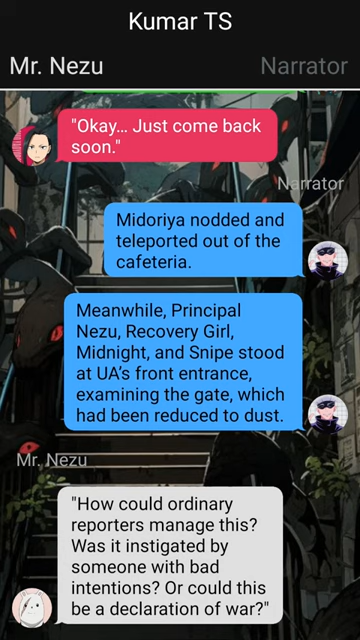 Kumar TS
Mr. Nezu
Narrator
"Okay… Just come back
soon."
Narrator
Midoriya nodded and
teleported out of the
cafeteria.
Meanwhile, Principal
Nezu, Recovery Girl,
Midnight, and Snipe stood
at UA’s front entrance,
examining the gate, which
had been reduced to dust.
Mr. Nezu
"How could ordinary
reporters manage this?
Was it instigated by
someone with bad
intentions? Or could this
be a declaration of war?"